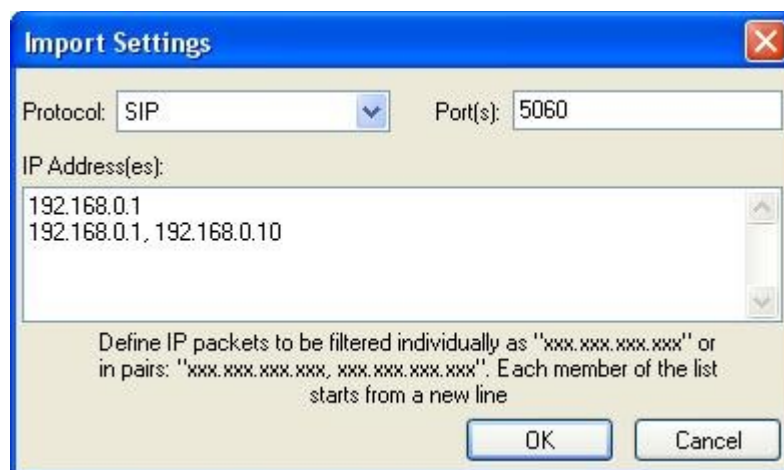 Import Settings
Protocol: SIP Port(s): 5060
IP Address(es):
192.168.0.1
192.168.0.1, 192.168.0.10
Define IP packets to be filtered individually as "xxx.xxx.xxx.xxx" or
in pairs: "xxx.xxx.xxx.xxx, xxx.xxx.xxx.xxx". Each member of the list
starts from a new line
OK Cancel